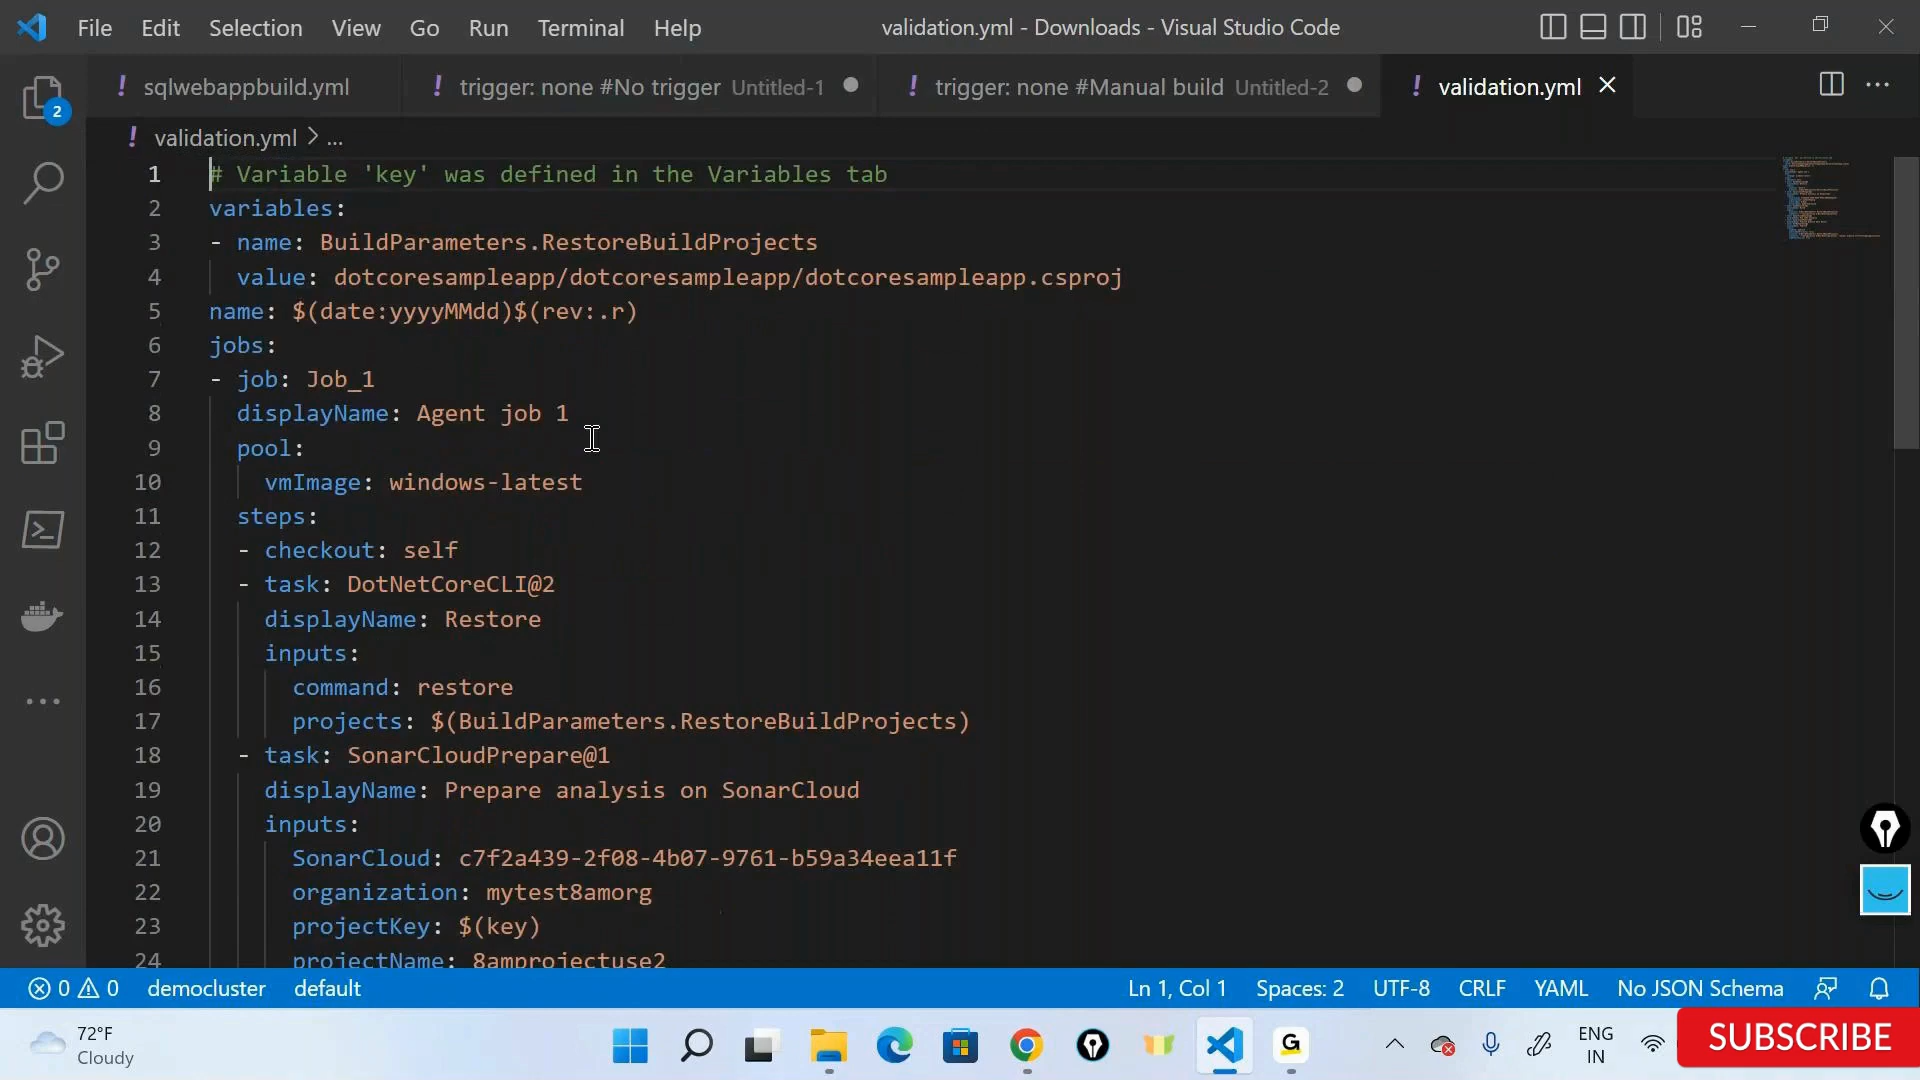 File Edit Selection View Go Run Terminal Help validation.yml - Downloads - Visual Studio Code
! sqlwebappbuild.yml ! trigger: none #No trigger Untitled-1 ! trigger: none #Manual build Untitled-2 ! validation.yml
2
! validation.yml > ...
1 # Variable 'key' was defined in the Variables tab
2 variables:
3 - name: BuildParameters.RestoreBuildProjects
4 value: dotcoresampleapp/dotcoresampleapp/dotcoresampleapp.csproj
5 name: $(date:yyyyMMdd)$(rev:.r)
6 jobs:
7 - job: Job_1
8 displayName: Agent job 1
9 pool:
10 vmImage: windows-latest
11 steps:
12 - checkout: self
13 - task: DotNetCoreCLI@2
14 displayName: Restore
15 inputs:
16 command: restore
17 projects: $(BuildParameters.RestoreBuildProjects)
18 - task: SonarCloudPrepare@1
19 displayName: Prepare analysis on SonarCloud
20 inputs:
21 SonarCloud: c7f2a439-2f08-4b07-9761-b59a34eea11f
22 organization: mytest8amorg
23 projectKey: $(key)
24 projectName: 8amprojectuse2
0 0 democluster default Ln 1, Col 1 Spaces: 2 UTF-8 CRLF YAML No JSON Schema
72°F
Cloudy
G
ENG
IN
SUBSCRIBE